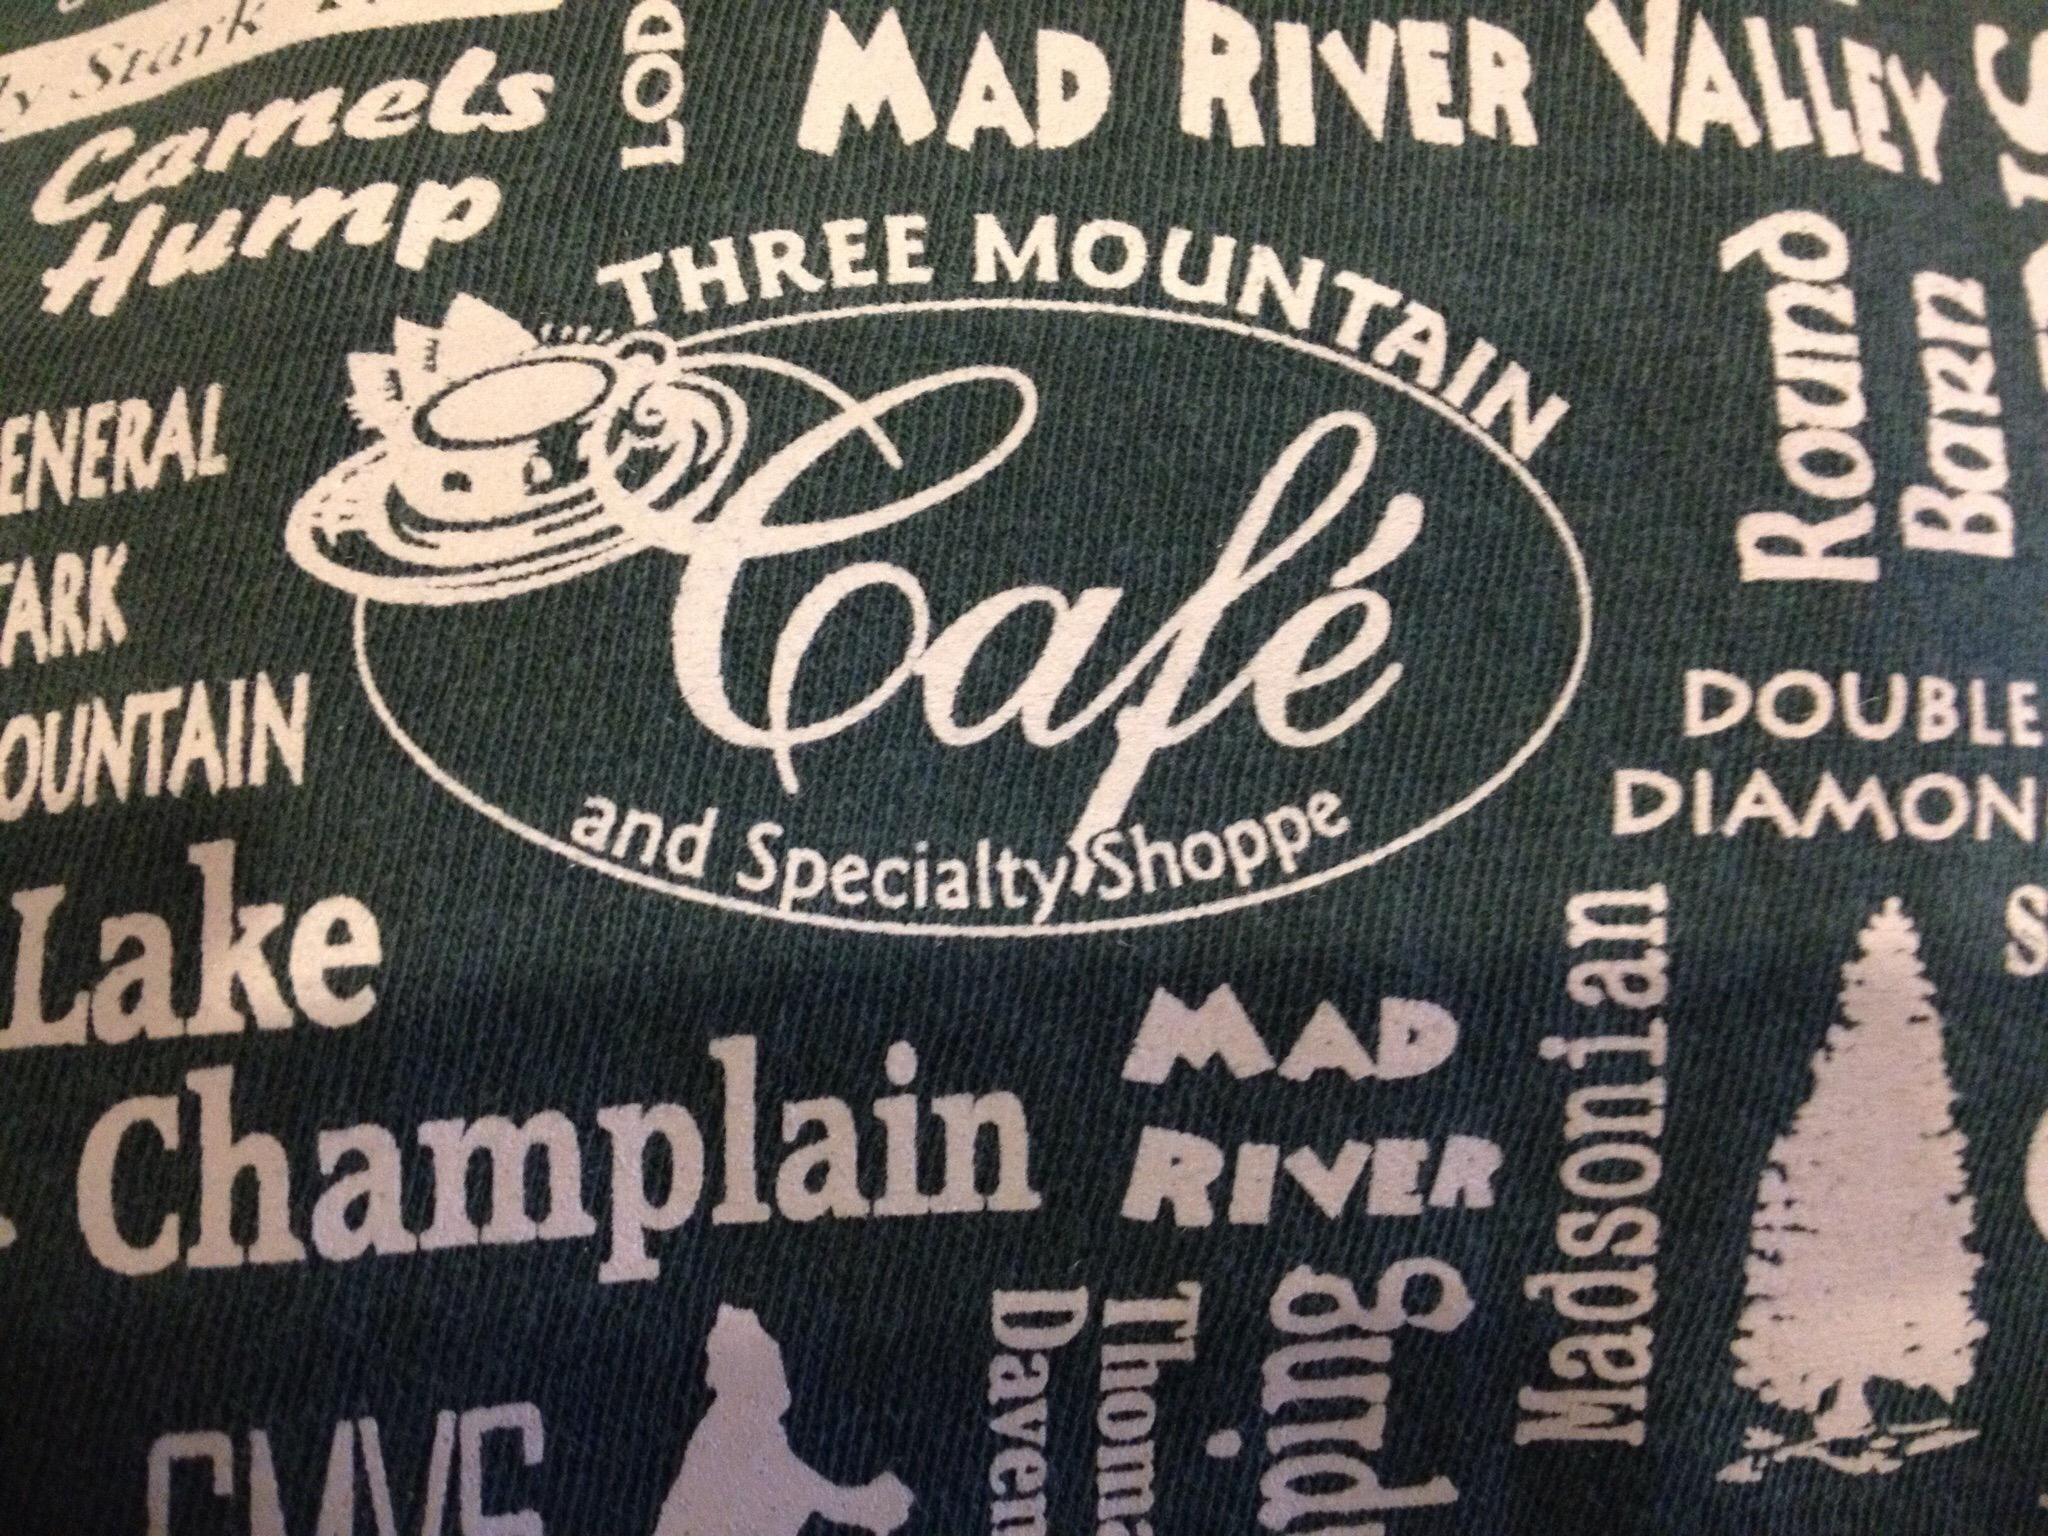 Stark
Camels
Hump
LOD
MAD RIVER VALLEY
THREE MOUNTAIN
Café
and Specialty Shoppe
Round
Barn
ENERAL
TARK
OUNTAIN
DOUBLE
DIAMON
Lake
Champlain
MAD
RIVER
Madsonian
Daven
Thoma
ping